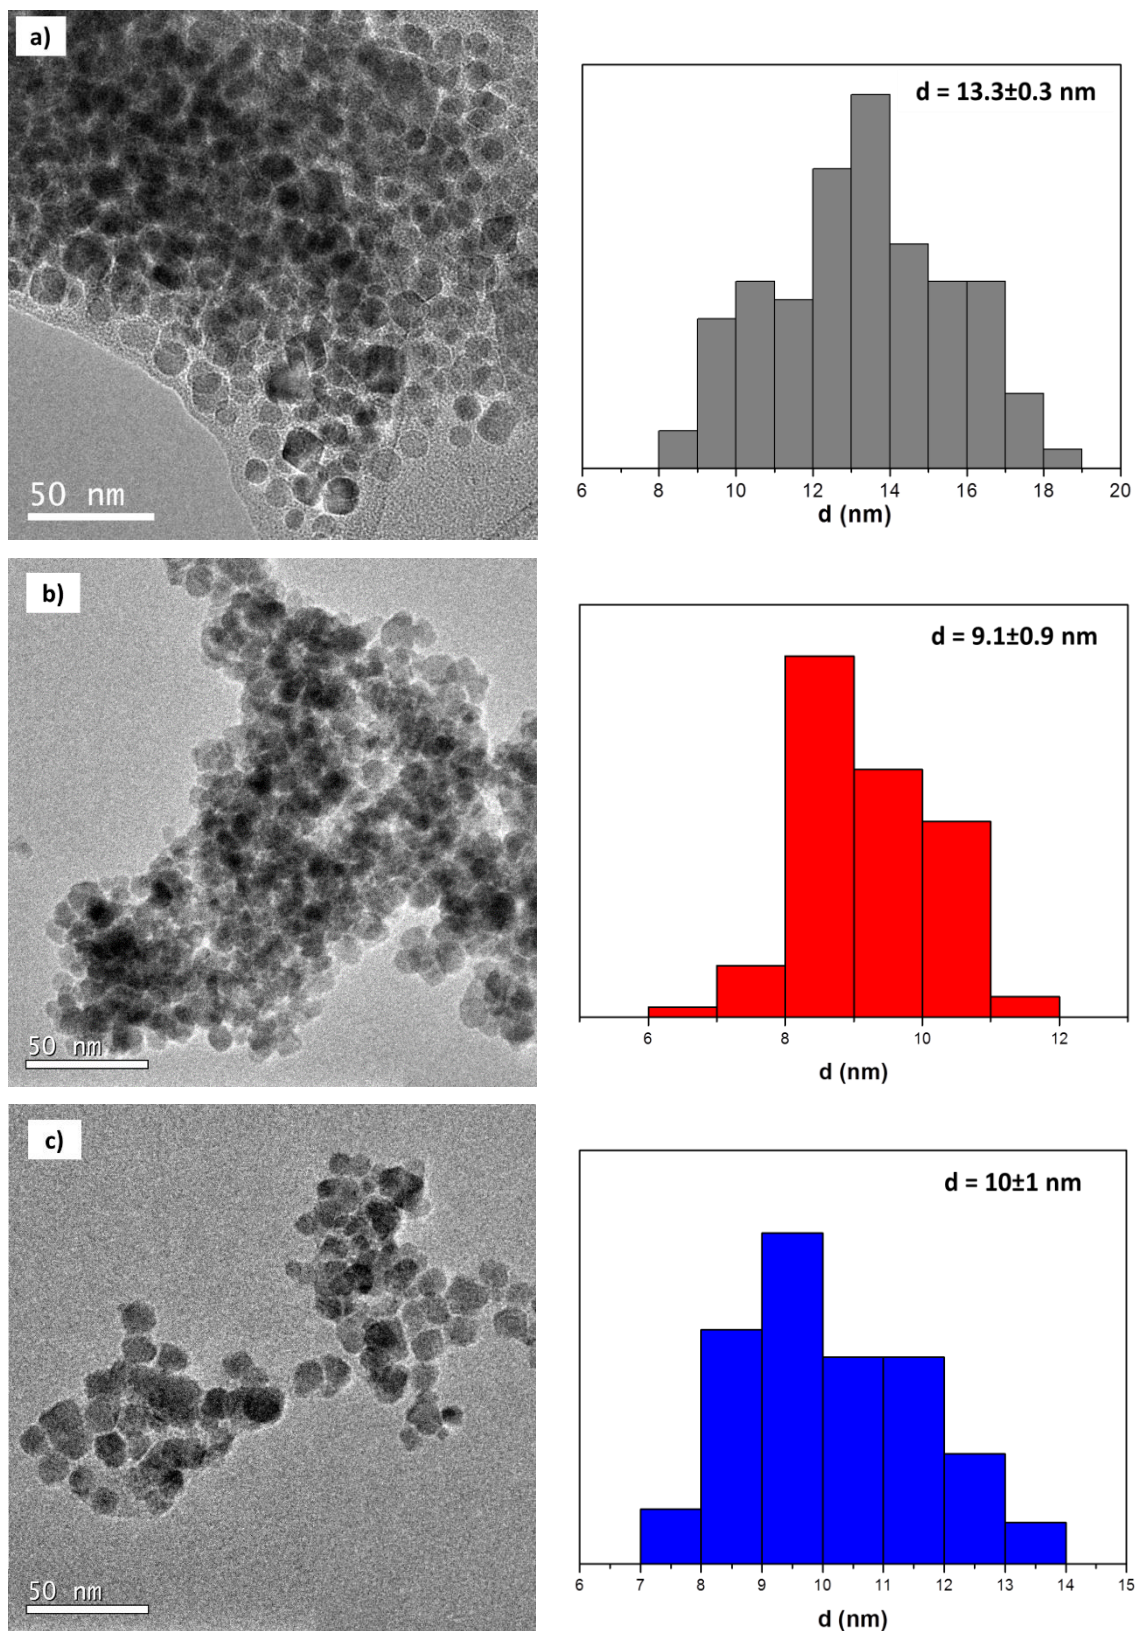 a)
50 nm
d = 13.3±0.3 nm
6 8 10 12 14 16 18 20
d (nm)
b)
50 nm
d = 9.1±0.9 nm
6 8 10 12
d (nm)
c)
50 nm
d = 10±1 nm
6 7 8 9 10 11 12 13 14 15
d (nm)